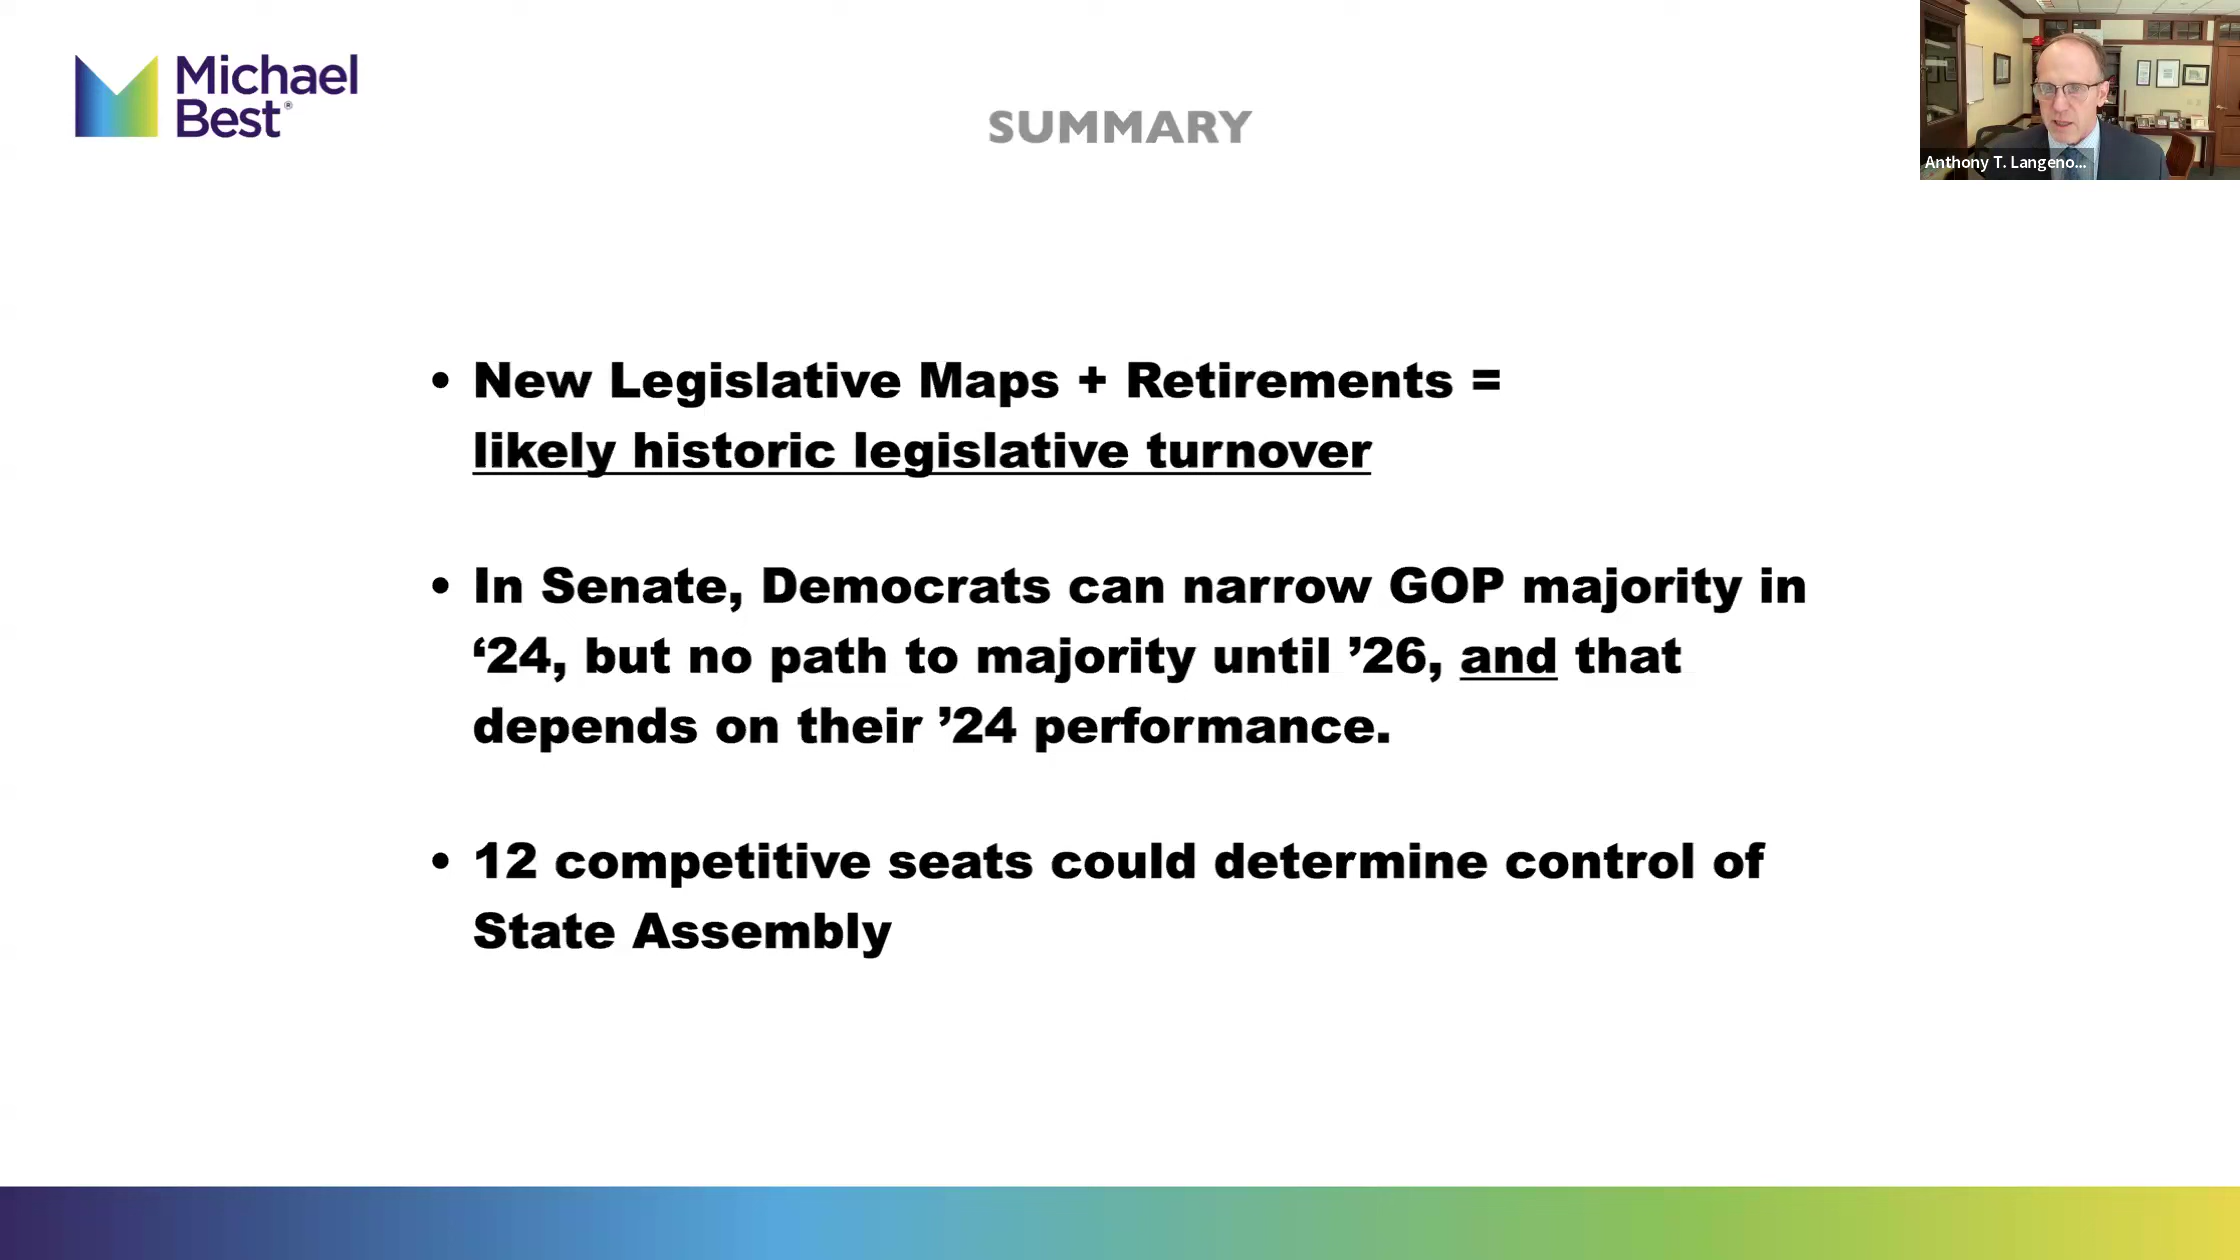 Michael
Best®
SUMMARY
Anthony T. Langeno...
• New Legislative Maps + Retirements =
likely historic legislative turnover
• In Senate, Democrats can narrow GOP majority in
‘24, but no path to majority until ’26, and that
depends on their ’24 performance.
• 12 competitive seats could determine control of
State Assembly